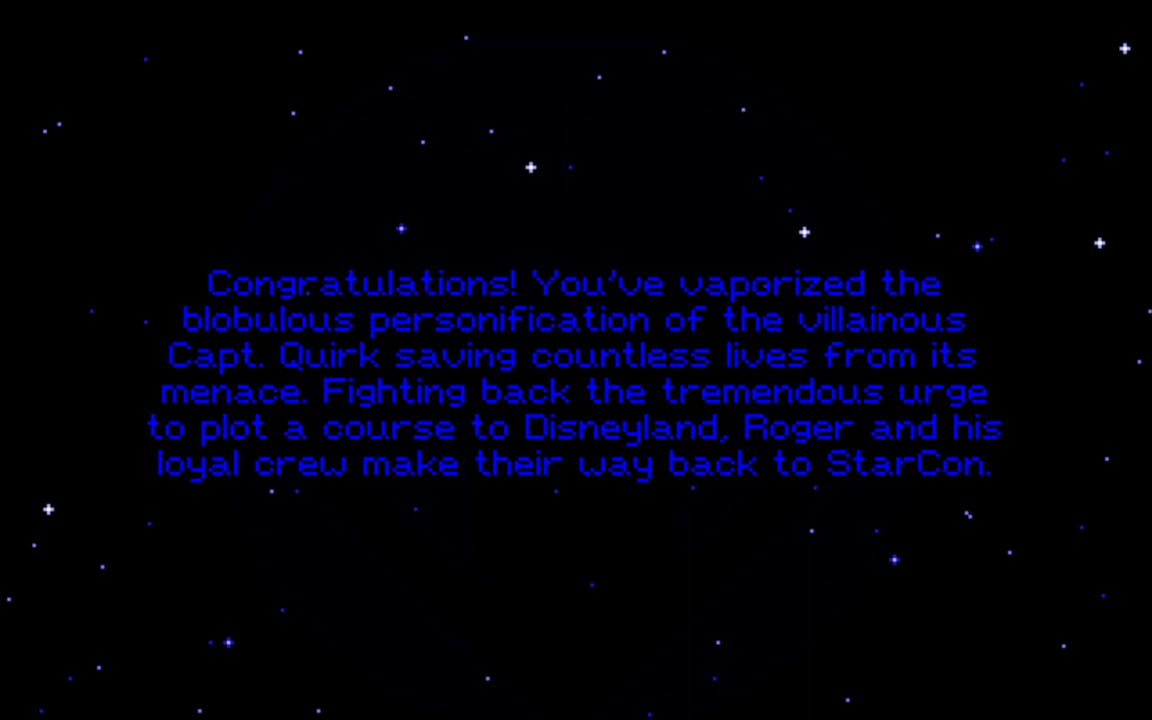 Congratulations! You've vaporized the
blobulous personification of the villainous
Capt. Quirk saving countless lives from its
menace. Fighting back the tremendous urge
to plot a course to Disneyland, Roger and his
loyal crew make their way back to StarCon.